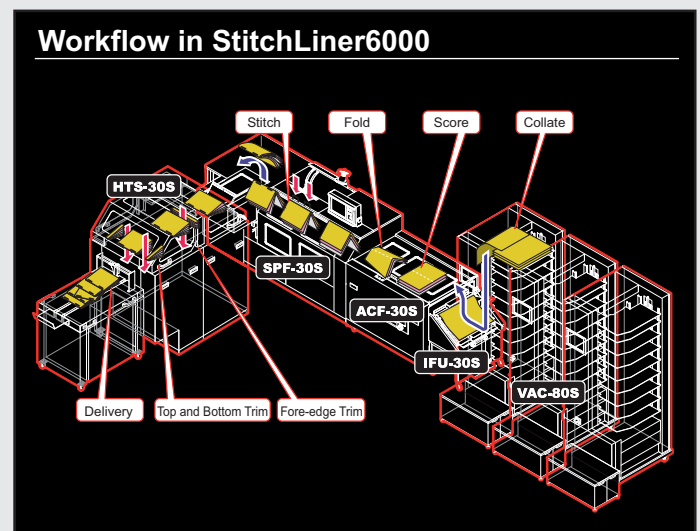 Workflow in StitchLiner6000
Stitch
Fold
Score
Collate
HTS-30S
SPF-30S
ACF-30S
IFU-30S
VAC-80S
Delivery
Top and Bottom Trim
Fore-edge Trim